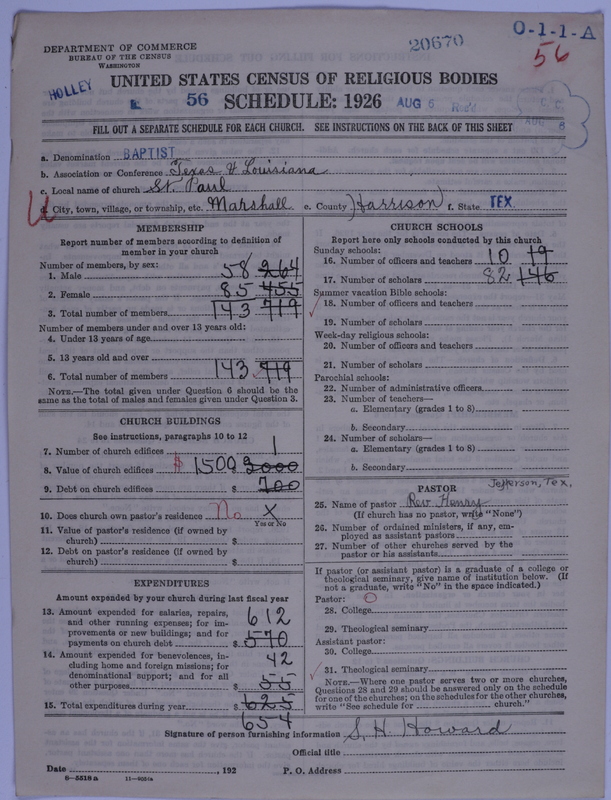 DEPARTMENT OF COMMERCE
BUREAU OF THE CENSUS
WASHINGTON
20670
O-1-1-A
56
HOLLEY
UNITED STATES CENSUS OF RELIGIOUS BODIES
56 SCHEDULE: 1926 AUG 6 Rec'd
AUG 8
FILL OUT A SEPARATE SCHEDULE FOR EACH CHURCH. SEE INSTRUCTIONS ON THE BACK OF THIS SHEET
a. Denomination BAPTIST
b. Association or Conference Texas & Louisiana
c. Local name of church St. Paul
d. City, town, village, or township, etc. Marshall e. County Harrison f. State TEX.
MEMBERSHIP
Report number of members according to definition of
member in your church
Number of members, by sex:
1. Male 58 264
2. Female 85 455
3. Total number of members 143 719
Number of members under and over 13 years old:
4. Under 13 years of age
5. 13 years old and over
6. Total number of members 143 719
NOTE.—The total given under Question 6 should be the
same as the total of males and females given under Question 3.
CHURCH BUILDINGS
See instructions, paragraphs 10 to 12
7. Number of church edifices 1
8. Value of church edifices $ 1500 3000
9. Debt on church edifices $ 700
10. Does church own pastor's residence No X
Yes or No
11. Value of pastor's residence (if owned by
church) $
12. Debt on pastor's residence (if owned by
church) $
EXPENDITURES
Amount expended by your church during last fiscal year
13. Amount expended for salaries, repairs,
and other running expenses; for im-
provements or new buildings; and for
payments on church debt $ 612
570
14. Amount expended for benevolences, in-
cluding home and foreign missions; for
denominational support; and for all
other purposes $ 42
55
15. Total expenditures during year $ 625
654
CHURCH SCHOOLS
Report here only schools conducted by this church
Sunday schools:
16. Number of officers and teachers 10 19
17. Number of scholars 82 146
Summer vacation Bible schools:
18. Number of officers and teachers
19. Number of scholars
Week-day religious schools:
20. Number of officers and teachers
21. Number of scholars
Parochial schools:
22. Number of administrative officers
23. Number of teachers—
a. Elementary (grades 1 to 8)
b. Secondary
24. Number of scholars—
a. Elementary (grades 1 to 8)
b. Secondary
PASTOR
Jefferson, Tex.
25. Name of pastor Rev. Henry
(If church has no pastor, write "None")
26. Number of ordained ministers, if any, em-
ployed as assistant pastors
27. Number of other churches served by the
pastor or his assistants
If pastor (or assistant pastor) is a graduate of a college or
theological seminary, give name of institution below. (If
not a graduate, write "No" in the space indicated.)
Pastor:
28. College
29. Theological seminary
Assistant pastor:
30. College
31. Theological seminary
NOTE.—Where one pastor serves two or more churches,
Questions 28 and 29 should be answered only on the schedule
for one of the churches; on the schedules for the other churches,
write "See schedule for church."
Signature of person furnishing information S. H. Howard
Official title
Date , 192 P. O. Address
8-5318a 11-9051a